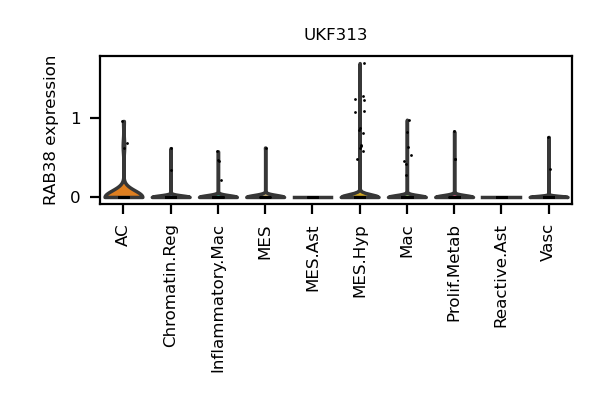 UKF313
RAB38 expression
1
0
AC
Chromatin.Reg
Inflammatory.Mac
MES
MES.Ast
MES.Hyp
Mac
Prolif.Metab
Reactive.Ast
Vasc